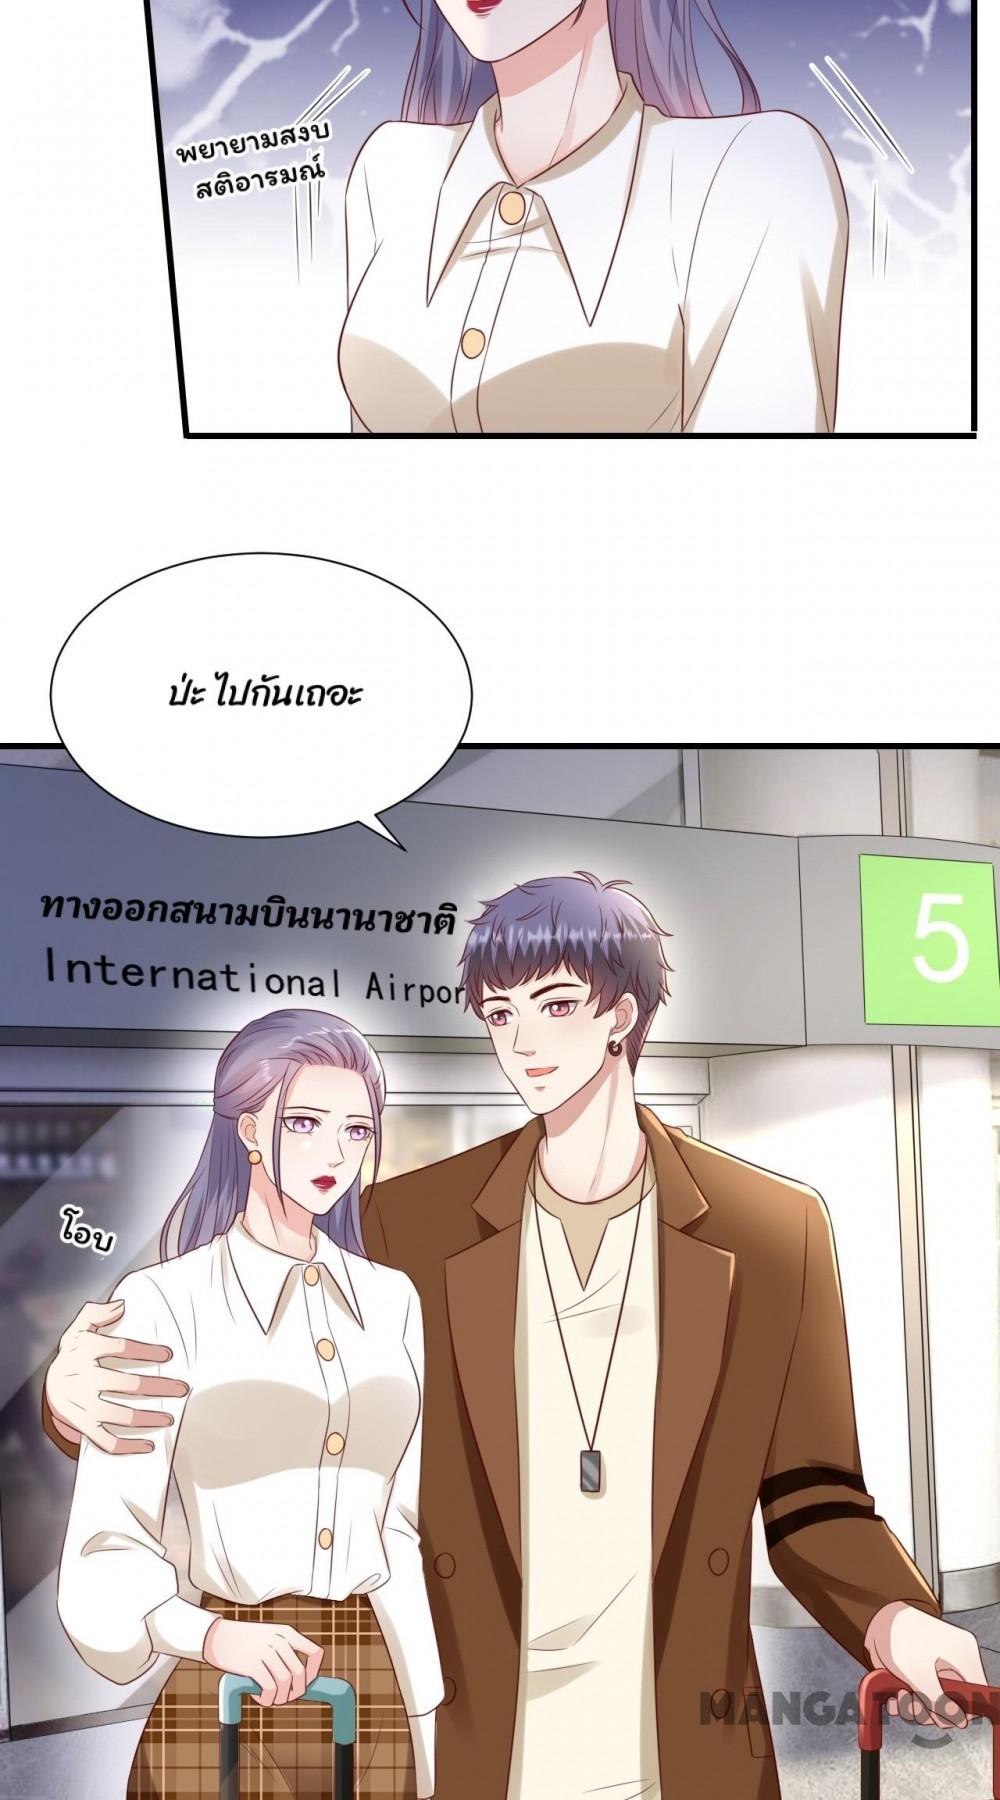 พยายามสงบ
สติอารมณ์
ป่ะ ไปกันเถอะ
ทางออกสนามบินนานาชาติ
International Airpor
5
โอบ
MANGATOON